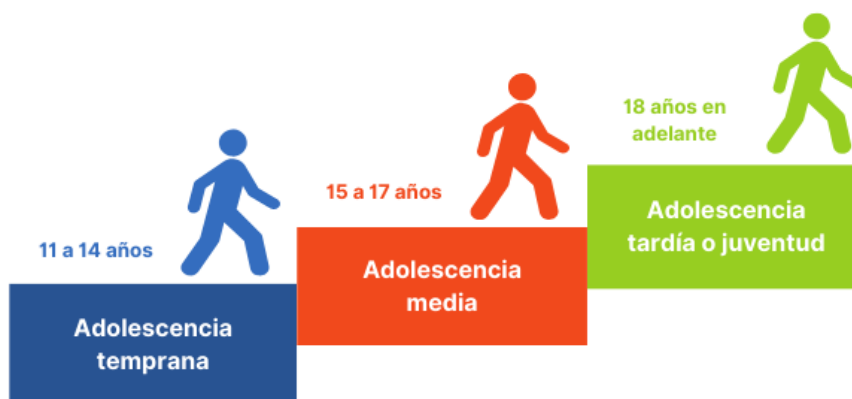 11 a 14 años
Adolescencia
temprana
15 a 17 años
Adolescencia
media
18 años en
adelante
Adolescencia
tardía o juventud